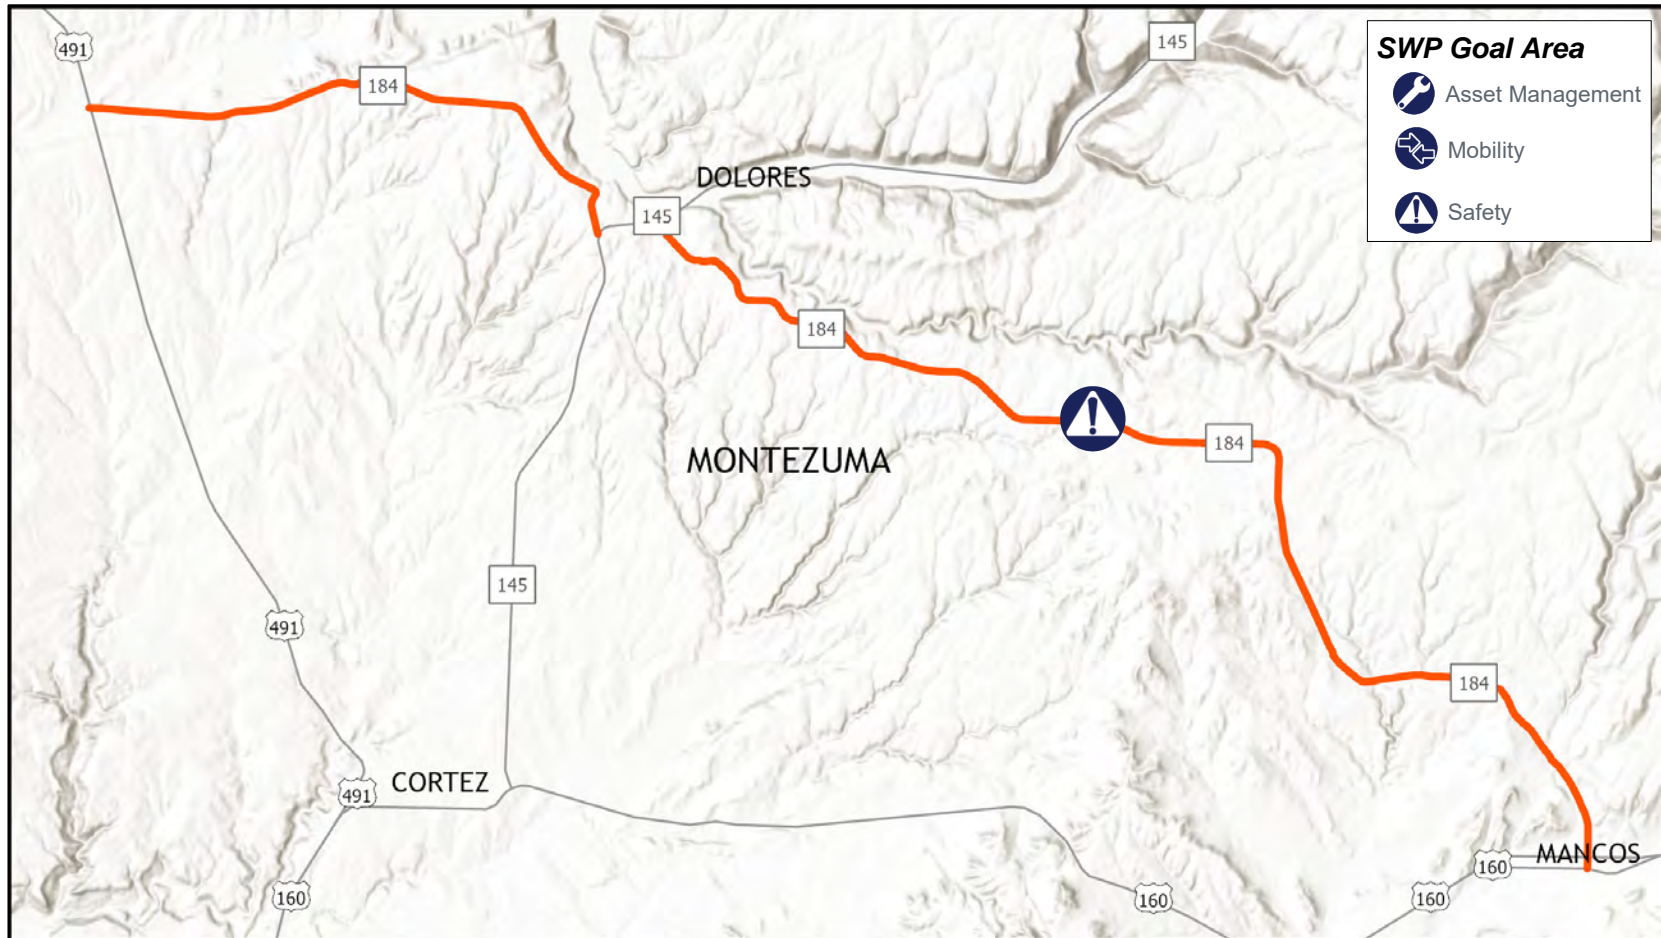 491
184
145
SWP Goal Area
Asset Management
Mobility
Safety
DOLORES
145
184
184
MONTEZUMA
145
491
184
CORTEZ
491
MANCOS
160
160
160
160